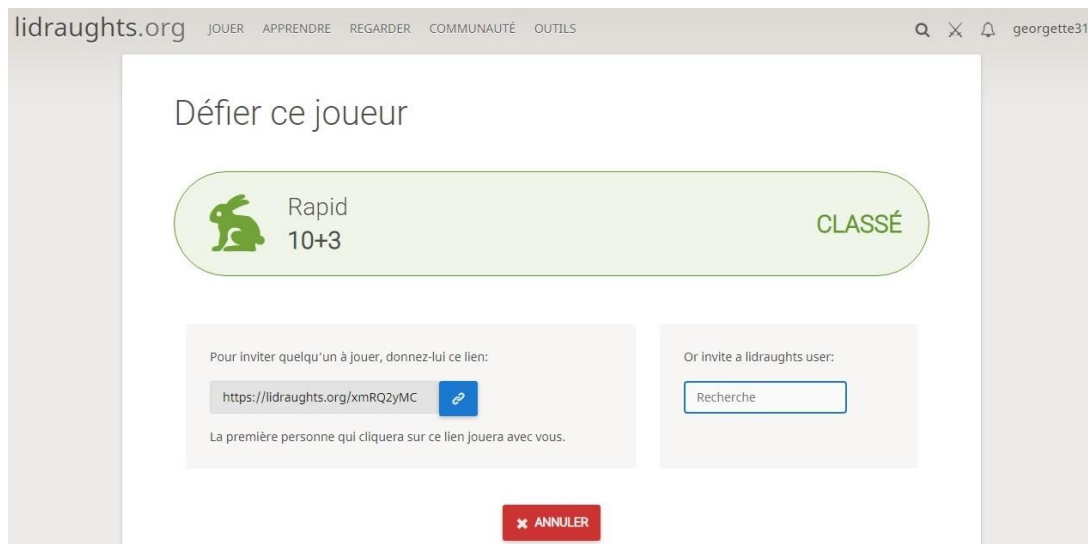 lidraughts.org JOUER APPRENDRE REGARDER COMMUNAUTÉ OUTILS georgette31
Défier ce joueur
Rapid
10+3
CLASSÉ
Pour inviter quelqu'un à jouer, donnez-lui ce lien:
https://lidraughts.org/xmRQ2yMC
La première personne qui cliquera sur ce lien jouera avec vous.
Or invite a lidraughts user:
Recherche
ANNULER